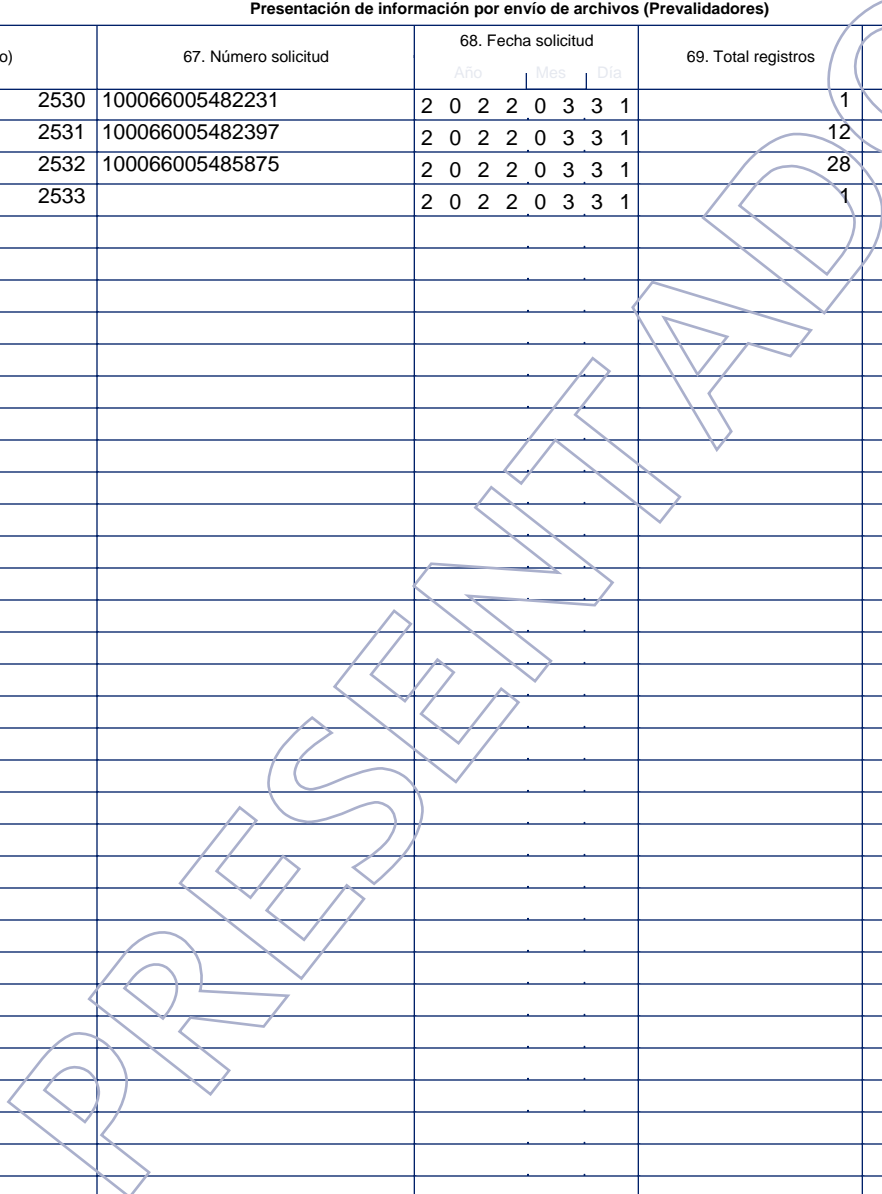 Presentación de información por envío de archivos (Prevalidadores)
o) 67. Número solicitud 68. Fecha solicitud 69. Total registros
Año Mes Día
2530 100066005482231 2 0 2 2 0 3 3 1 1
2531 100066005482397 2 0 2 2 0 3 3 1 12
2532 100066005485875 2 0 2 2 0 3 3 1 28
2533 2 0 2 2 0 3 3 1 1
PRESENTADO